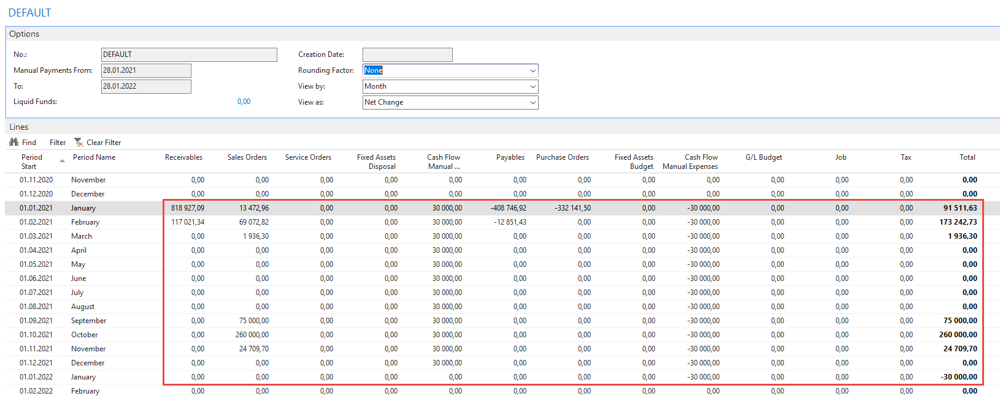 DEFAULT
Options
No.: DEFAULT Creation Date:
Manual Payments From: 28.01.2021 Rounding Factor: None
To: 28.01.2022 View by: Month
Liquid Funds: 0,00 View as: Net Change
Lines
Find Filter Clear Filter
Period Period Name Receivables Sales Orders Service Orders Fixed Assets Cash Flow Payables Purchase Orders Fixed Assets Cash Flow G/L Budget Job Tax Total
Start Disposal Manual ... Budget Manual Expenses
01.11.2020 November 0,00 0,00 0,00 0,00 0,00 0,00 0,00 0,00 0,00 0,00 0,00 0,00 0,00
01.12.2020 December 0,00 0,00 0,00 0,00 0,00 0,00 0,00 0,00 0,00 0,00 0,00 0,00 0,00
01.01.2021 January 818 927,09 13 472,96 0,00 0,00 30 000,00 -408 746,92 -332 141,50 0,00 -30 000,00 0,00 0,00 0,00 91 511,63
01.02.2021 February 117 021,34 69 072,82 0,00 0,00 30 000,00 -12 851,43 0,00 0,00 -30 000,00 0,00 0,00 0,00 173 242,73
01.03.2021 March 0,00 1 936,30 0,00 0,00 30 000,00 0,00 0,00 0,00 -30 000,00 0,00 0,00 0,00 1 936,30
01.04.2021 April 0,00 0,00 0,00 0,00 30 000,00 0,00 0,00 0,00 -30 000,00 0,00 0,00 0,00 0,00
01.05.2021 May 0,00 0,00 0,00 0,00 30 000,00 0,00 0,00 0,00 -30 000,00 0,00 0,00 0,00 0,00
01.06.2021 June 0,00 0,00 0,00 0,00 30 000,00 0,00 0,00 0,00 -30 000,00 0,00 0,00 0,00 0,00
01.07.2021 July 0,00 0,00 0,00 0,00 30 000,00 0,00 0,00 0,00 -30 000,00 0,00 0,00 0,00 0,00
01.08.2021 August 0,00 0,00 0,00 0,00 30 000,00 0,00 0,00 0,00 -30 000,00 0,00 0,00 0,00 0,00
01.09.2021 September 0,00 75 000,00 0,00 0,00 30 000,00 0,00 0,00 0,00 -30 000,00 0,00 0,00 0,00 75 000,00
01.10.2021 October 0,00 260 000,00 0,00 0,00 30 000,00 0,00 0,00 0,00 -30 000,00 0,00 0,00 0,00 260 000,00
01.11.2021 November 0,00 24 709,70 0,00 0,00 30 000,00 0,00 0,00 0,00 -30 000,00 0,00 0,00 0,00 24 709,70
01.12.2021 December 0,00 0,00 0,00 0,00 30 000,00 0,00 0,00 0,00 -30 000,00 0,00 0,00 0,00 0,00
01.01.2022 January 0,00 0,00 0,00 0,00 0,00 0,00 0,00 0,00 -30 000,00 0,00 0,00 0,00 -30 000,00
01.02.2022 February 0,00 0,00 0,00 0,00 0,00 0,00 0,00 0,00 0,00 0,00 0,00 0,00 0,00